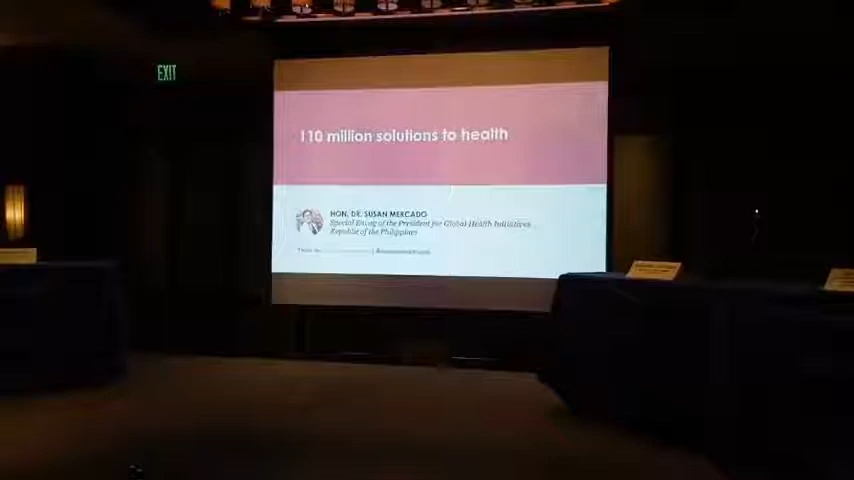 EXIT
110 million solutions to health
HON. DR. SUSAN MERCADO
Special Envoy of the President for Global Health Initiatives
Republic of the Philippines